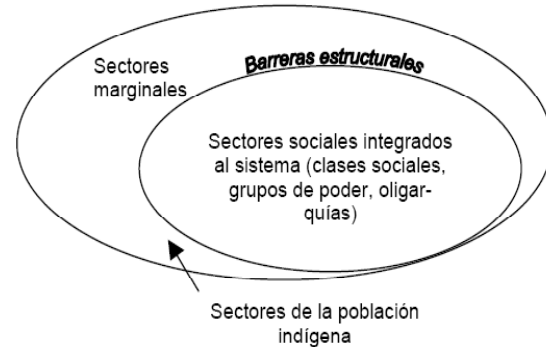 Barreras estructurales
Sectores
marginales
Sectores sociales integrados
al sistema (clases sociales,
grupos de poder, oligar-
quías)
Sectores de la población
indígena